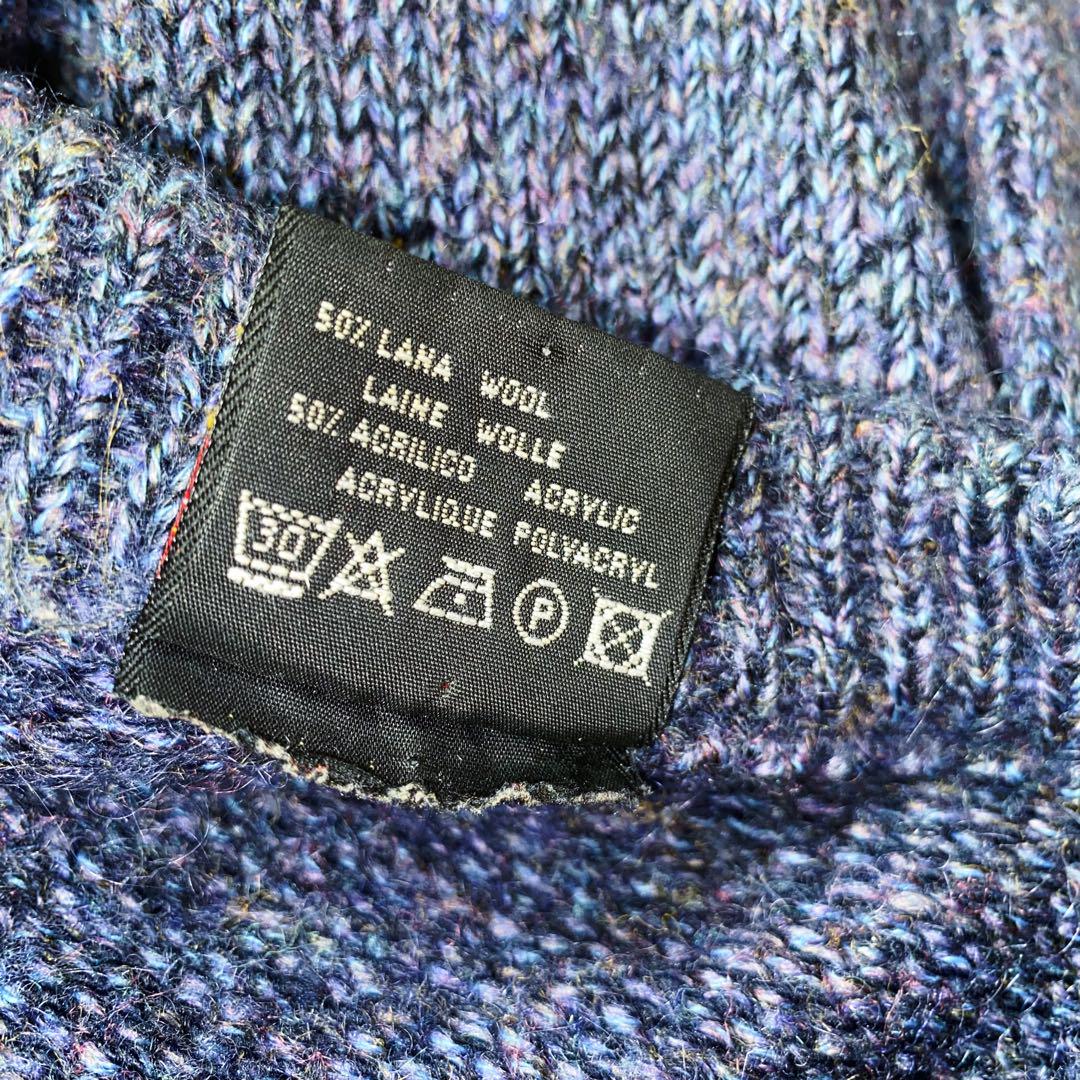 50% LANA WOOL
LAINE WOLLE
50% ACRILICO ACRYLIC
ACRYLIQUE POLYACRYL
30 P